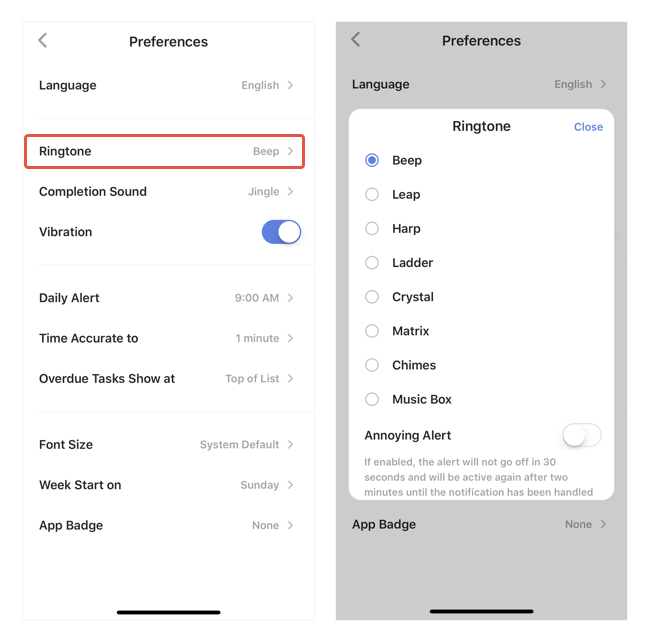 Preferences
Language English
Ringtone Beep
Completion Sound Jingle
Vibration
Daily Alert 9:00 AM
Time Accurate to 1 minute
Overdue Tasks Show at Top of List
Font Size System Default
Week Start on Sunday
App Badge None
Preferences
Language English
Ringtone Close
Beep
Leap
Harp
Ladder
Crystal
Matrix
Chimes
Music Box
Annoying Alert
If enabled, the alert will not go off in 30
seconds and will be active again after two
minutes until the notification has been handled
App Badge None